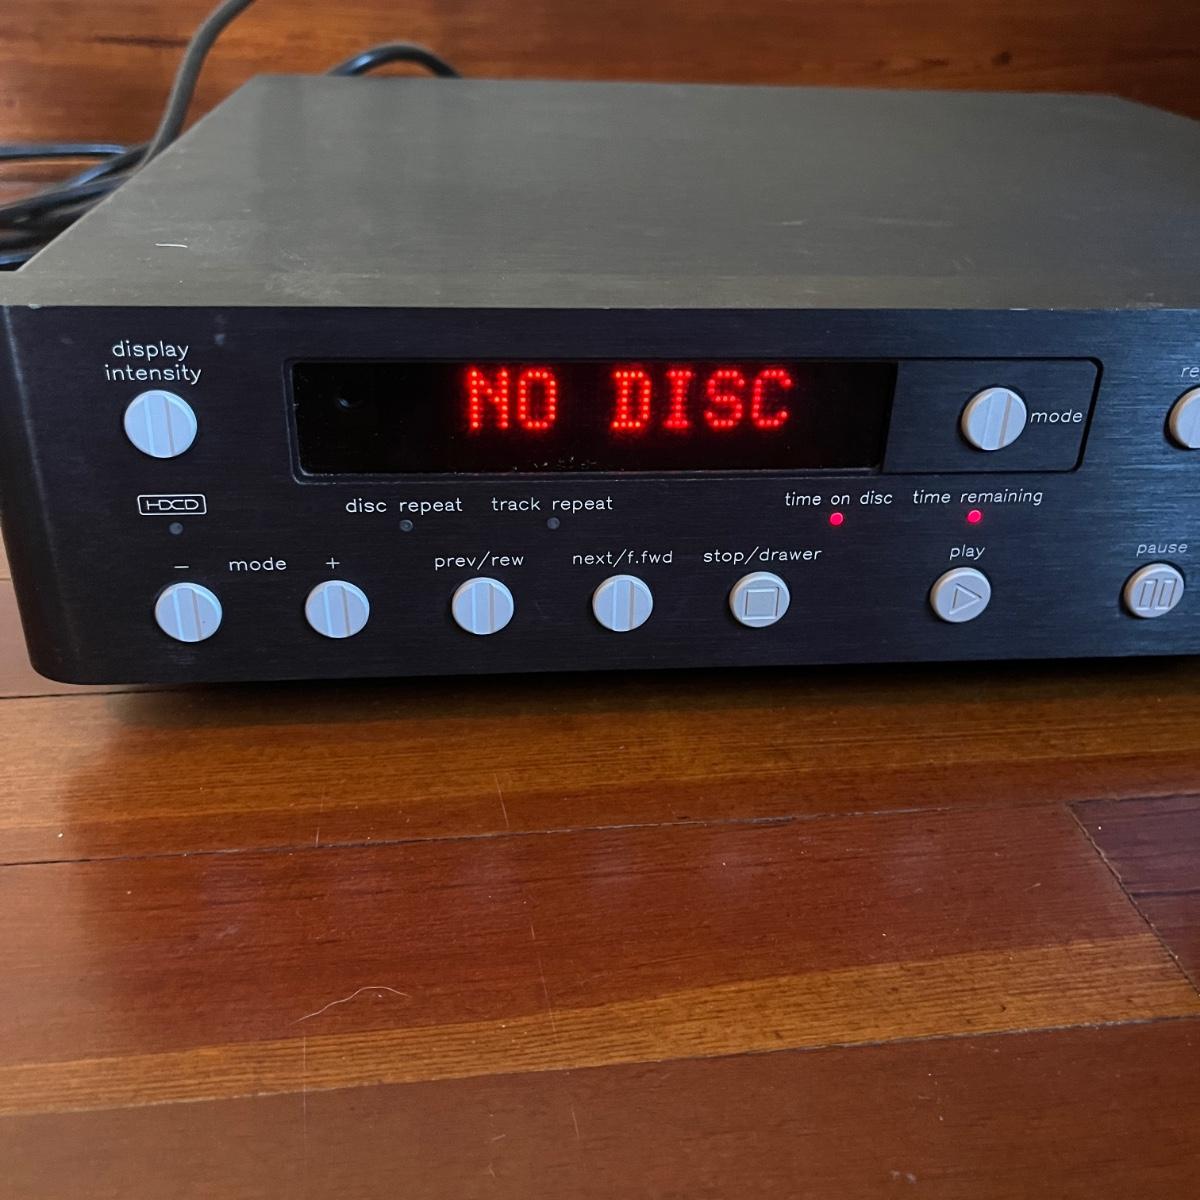 display
intensity
NO DISC
mode
HDCD
disc repeat
track repeat
time on disc
time remaining
− mode +
prev/rew
next/f.fwd
stop/drawer
play
pause